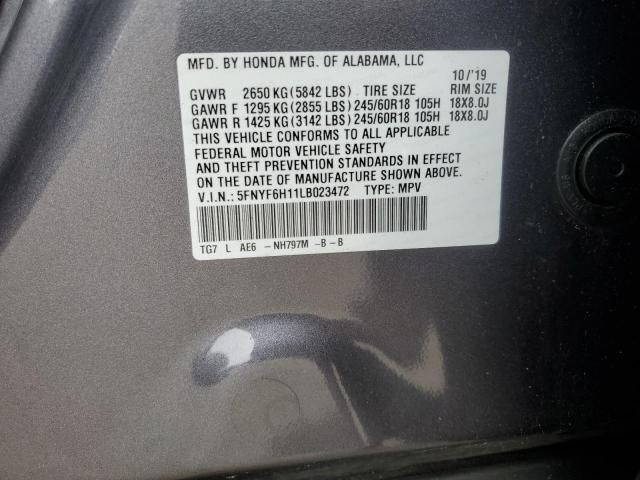 MFD. BY HONDA MFG. OF ALABAMA, LLC
10/'19
GVWR 2650 KG (5842 LBS) TIRE SIZE RIM SIZE
GAWR F 1295 KG (2855 LBS) 245/60R18 105H 18X8.0J
GAWR R 1425 KG (3142 LBS) 245/60R18 105H 18X8.0J
THIS VEHICLE CONFORMS TO ALL APPLICABLE
FEDERAL MOTOR VEHICLE SAFETY
AND THEFT PREVENTION STANDARDS IN EFFECT
ON THE DATE OF MANUFACTURE SHOWN ABOVE.
V.I.N.: 5FNYF6H11LB023472 TYPE: MPV
TG7 L AE6 -NH797M -B-B